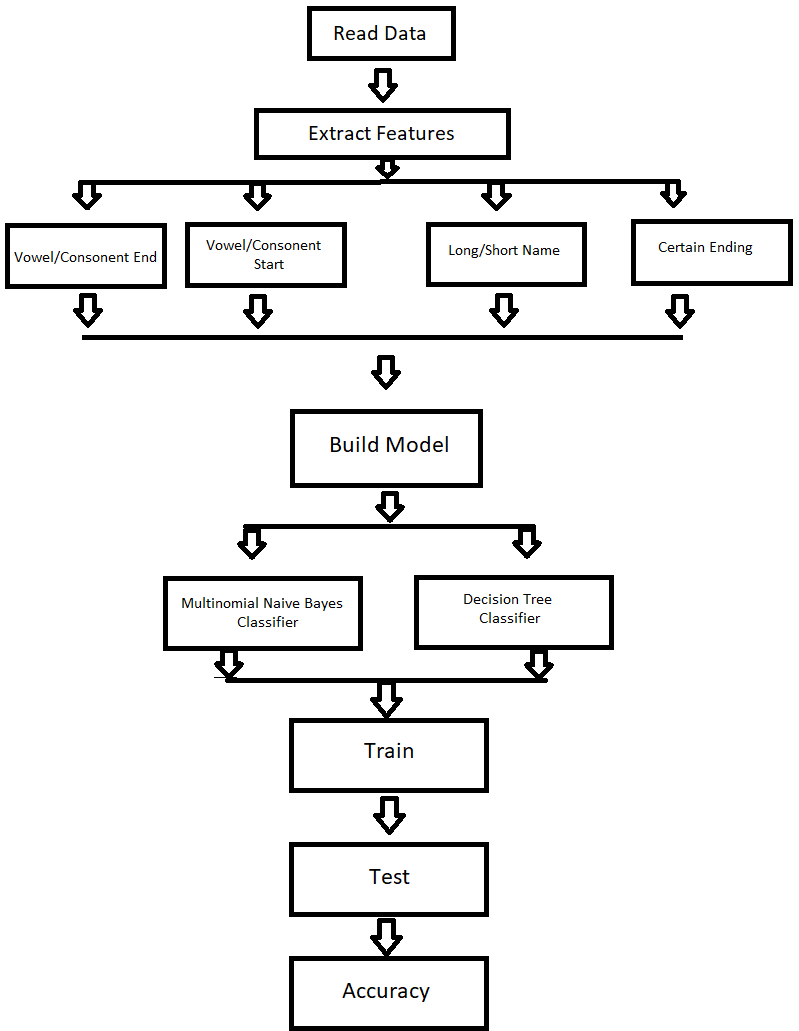 Read Data
Extract Features
Vowel/Consonent End
Vowel/Consonent
Start
Long/Short Name
Certain Ending
Build Model
Multinomial Naive Bayes
Classifier
Decision Tree
Classifier
Train
Test
Accuracy